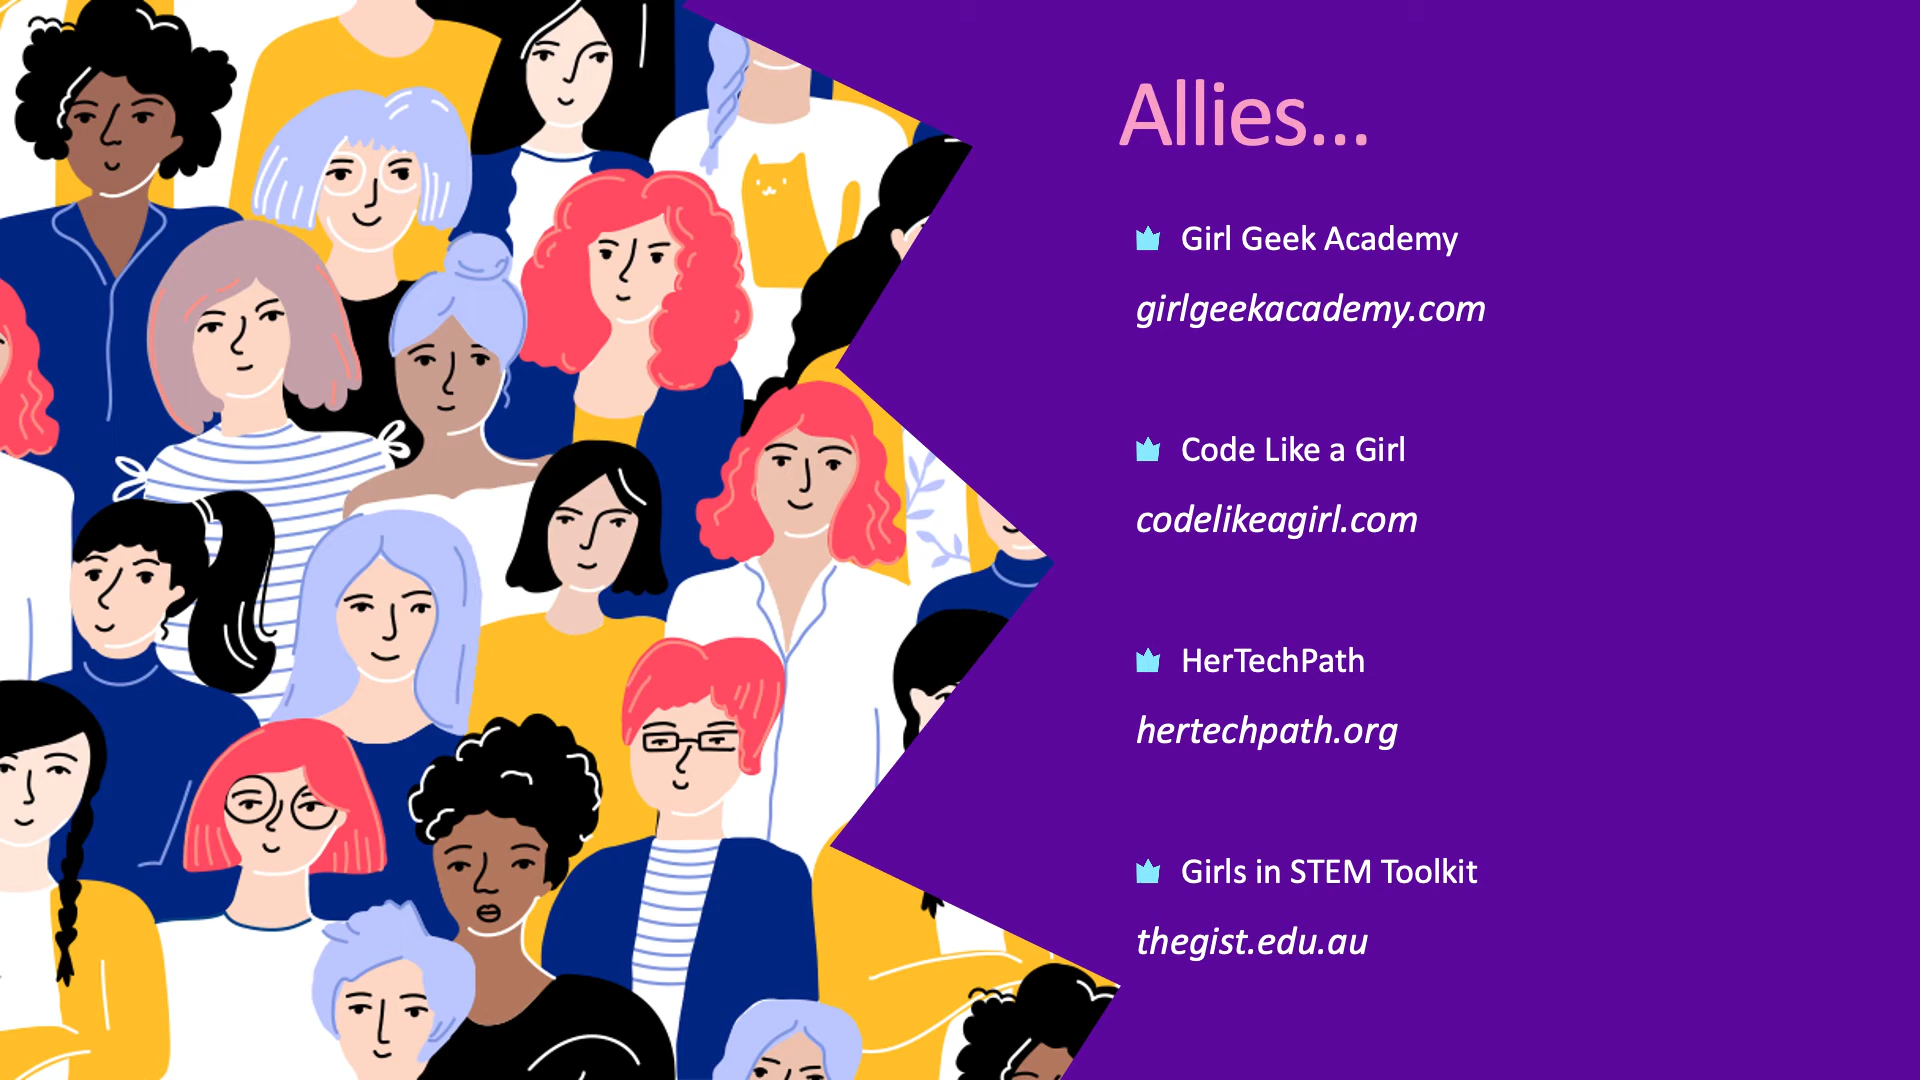 Allies...
Girl Geek Academy
girlgeekacademy.com
Code Like a Girl
codelikeagirl.com
HerTechPath
hertechpath.org
Girls in STEM Toolkit
thegist.edu.au